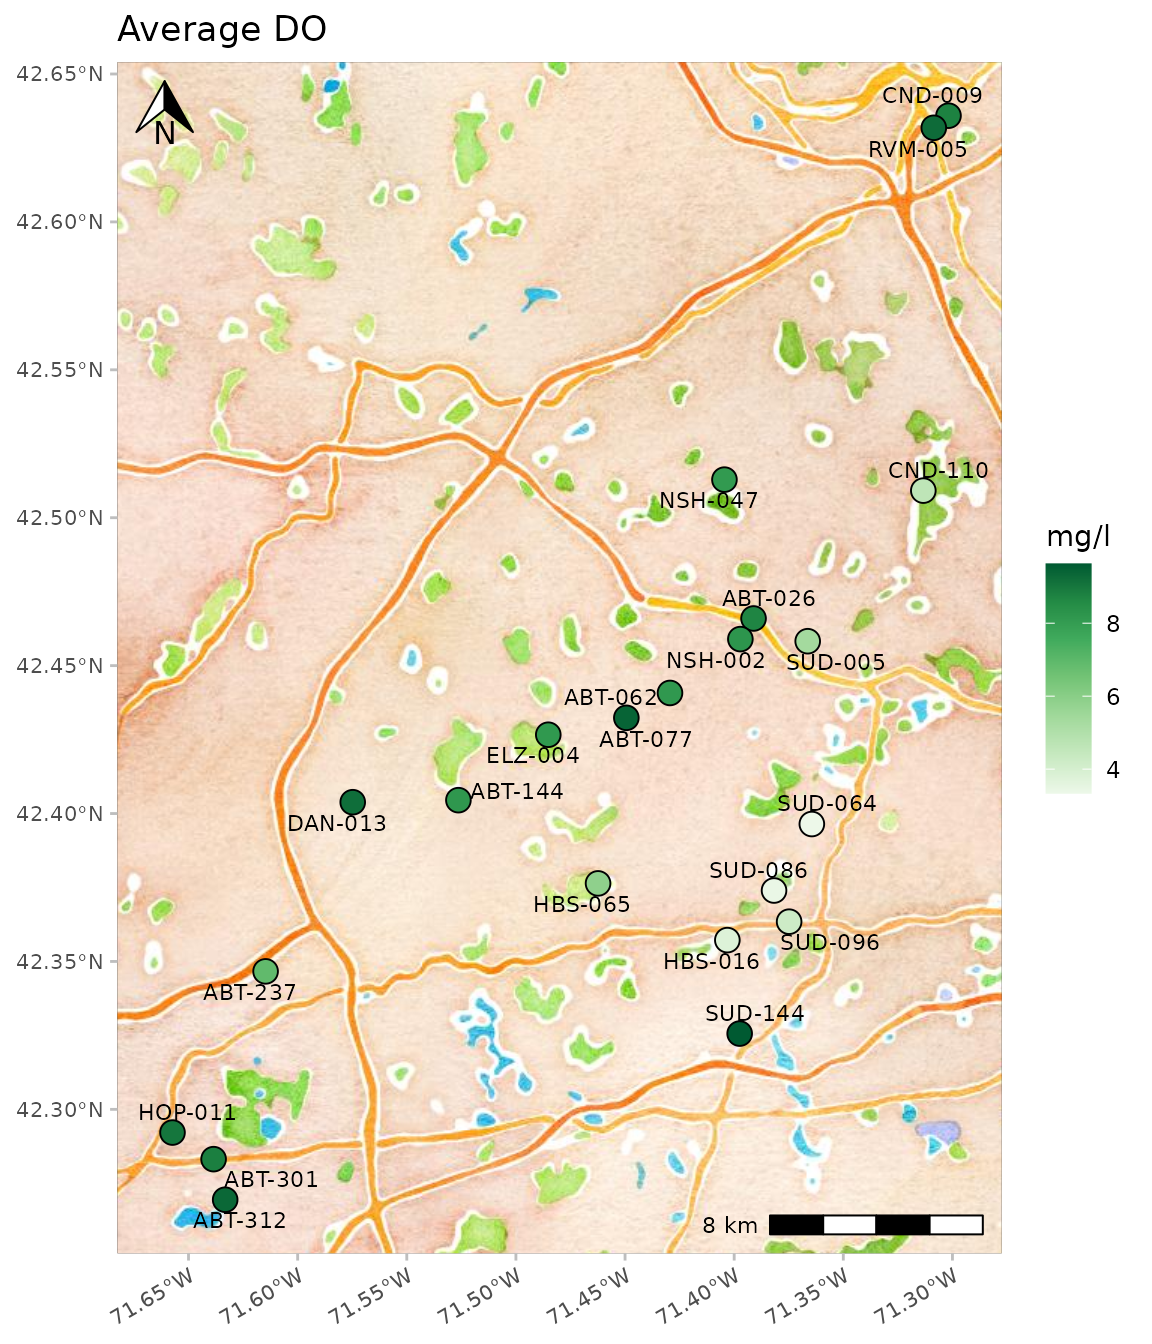 Average DO
42.65°N
42.60°N
42.55°N
42.50°N
42.45°N
42.40°N
42.35°N
42.30°N
N
CND-009
RVM-005
CND-110
NSH-047
ABT-026
NSH-002
SUD-005
ABT-062
ABT-077
ELZ-004
ABT-144
DAN-013
SUD-064
SUD-086
HBS-065
SUD-096
HBS-016
ABT-237
SUD-144
HOP-011
ABT-301
ABT-312
8 km
71.65°W
71.60°W
71.55°W
71.50°W
71.45°W
71.40°W
71.35°W
71.30°W
mg/l
8
6
4